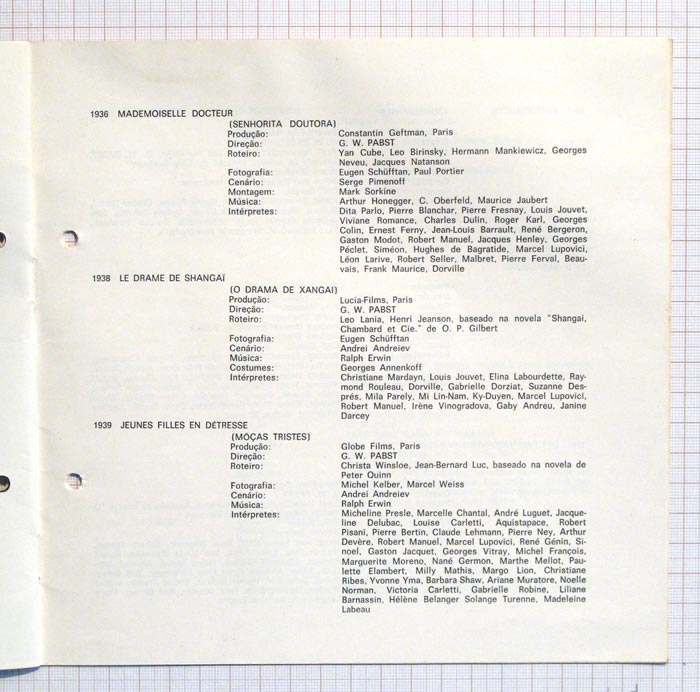 1936 MADEMOISELLE DOCTEUR
(SENHORITA DOUTORA)
Produção: Constantin Geftman, Paris
Direção: G. W. PABST
Roteiro: Yan Cube, Leo Birinsky, Hermann Mankiewicz, Georges
Neveu, Jacques Natanson
Fotografia: Eugen Schüfftan, Paul Portier
Cenário: Serge Pimenoff
Montagem: Mark Sorkine
Música: Arthur Honegger, C. Oberfeld, Maurice Jaubert
Intérpretes: Dita Parlo, Pierre Blanchar, Pierre Fresnay, Louis Jouvet,
Viviane Romance, Charles Dulin, Roger Karl, Georges
Colin, Ernest Ferny, Jean-Louis Barrault, René Bergeron,
Gaston Modot, Robert Manuel, Jacques Henley, Georges
Péclet, Siméon, Hughes de Bagratide, Marcel Lupovici,
Léon Larive, Robert Seller, Malbret, Pierre Ferval, Beau-
vais, Frank Maurice, Dorville
1938 LE DRAME DE SHANGAÏ
(O DRAMA DE XANGAI)
Produção: Lucia-Films, Paris
Direção: G. W. PABST
Roteiro: Leo Lania, Henri Jeanson, baseado na novela "Shangai,
Chambard et Cie." de O. P. Gilbert
Fotografia: Eugen Schüfftan
Cenário: Andrei Andreiev
Música: Ralph Erwin
Costumes: Georges Annenkoff
Intérpretes: Christiane Mardayn, Louis Jouvet, Elina Labourdette, Ray-
mond Rouleau, Dorville, Gabrielle Dorziat, Suzanne Des-
prés, Mila Parely, Mi Lin-Nam, Ky-Duyen, Marcel Lupovici,
Robert Manuel, Irène Vinogradova, Gaby Andreu, Janine
Darcey
1939 JEUNES FILLES EN DÉTRESSE
(MOÇAS TRISTES)
Produção: Globe Films, Paris
Direção: G. W. PABST
Roteiro: Christa Winsloe, Jean-Bernard Luc, baseado na novela de
Peter Quinn
Fotografia: Michel Kelber, Marcel Weiss
Cenário: Andrei Andreiev
Música: Ralph Erwin
Intérpretes: Micheline Presle, Marcelle Chantal, André Luguet, Jacque-
line Delubac, Louise Carletti, Aquistapace, Robert
Pisani, Pierre Bertin, Claude Lehmann, Pierre Ney, Arthur
Devère, Robert Manuel, Marcel Lupovici, René Génin, Si-
noel, Gaston Jacquet, Georges Vitray, Michel François,
Marguerite Moreno, Nané Germon, Marthe Mellot, Pau-
lette Elambert, Milly Mathis, Margo Lion, Christiane
Ribes, Yvonne Yma, Barbara Shaw, Ariane Muratore, Noelle
Norman, Victoria Carletti, Gabrielle Robine, Liliane
Barnassin, Hélène Belanger Solange Turenne, Madeleine
Labeau